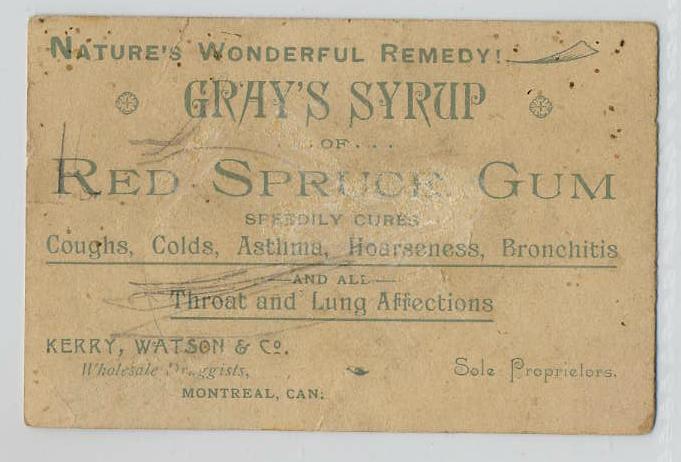 NATURE'S WONDERFUL REMEDY!
GRAY'S SYRUP
...OF...
RED SPRUCE GUM
SPEEDILY CURES
Coughs, Colds, Asthma, Hoarseness, Bronchitis
AND ALL
Throat and Lung Affections
KERRY, WATSON & Co.
Wholesale Druggists,
Sole Proprietors.
MONTREAL, CAN.